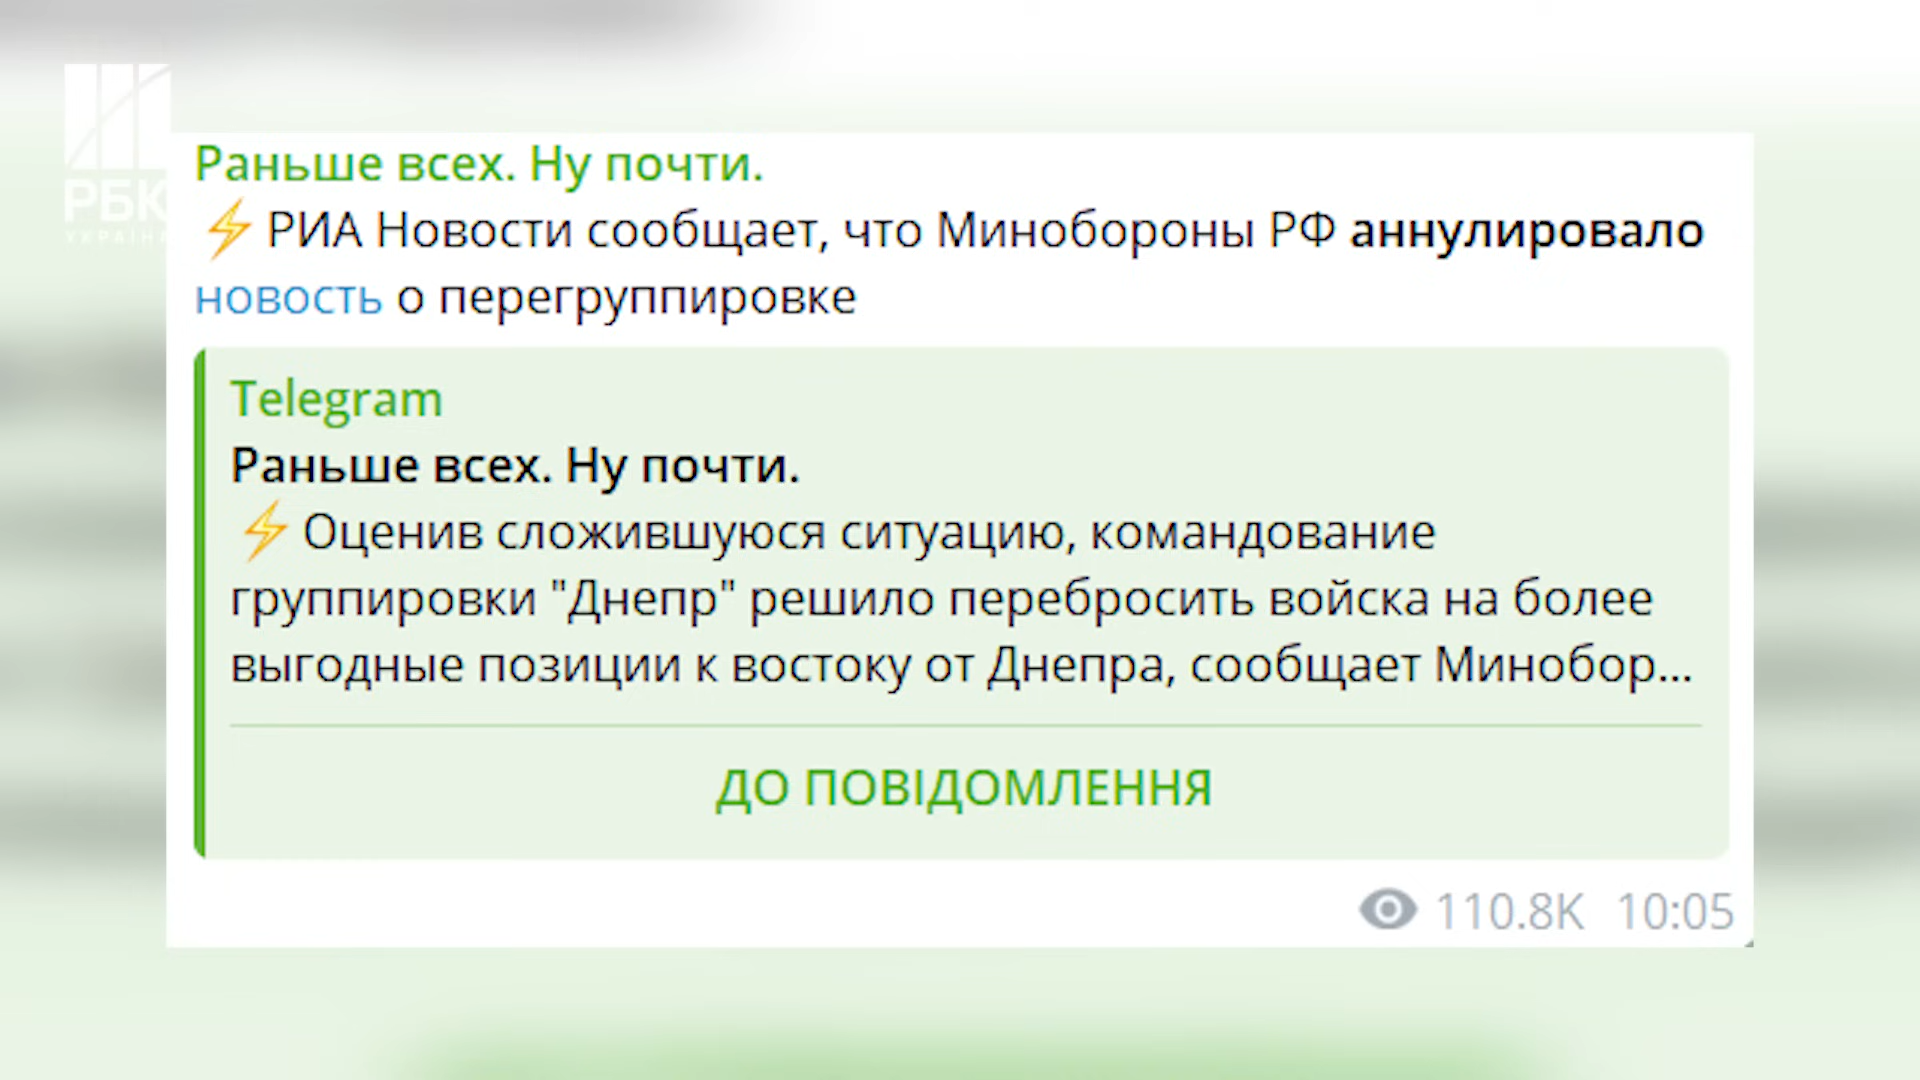 РБК
УКРАЇНА
Раньше всех. Ну почти.
⚡РИА Новости сообщает, что Минобороны РФ аннулировало
новость о перегруппировке
Telegram
Раньше всех. Ну почти.
⚡Оценив сложившуюся ситуацию, командование
группировки "Днепр" решило перебросить войска на более
выгодные позиции к востоку от Днепра, сообщает Минобор...
ДО ПОВІДОМЛЕННЯ
110.8K 10:05